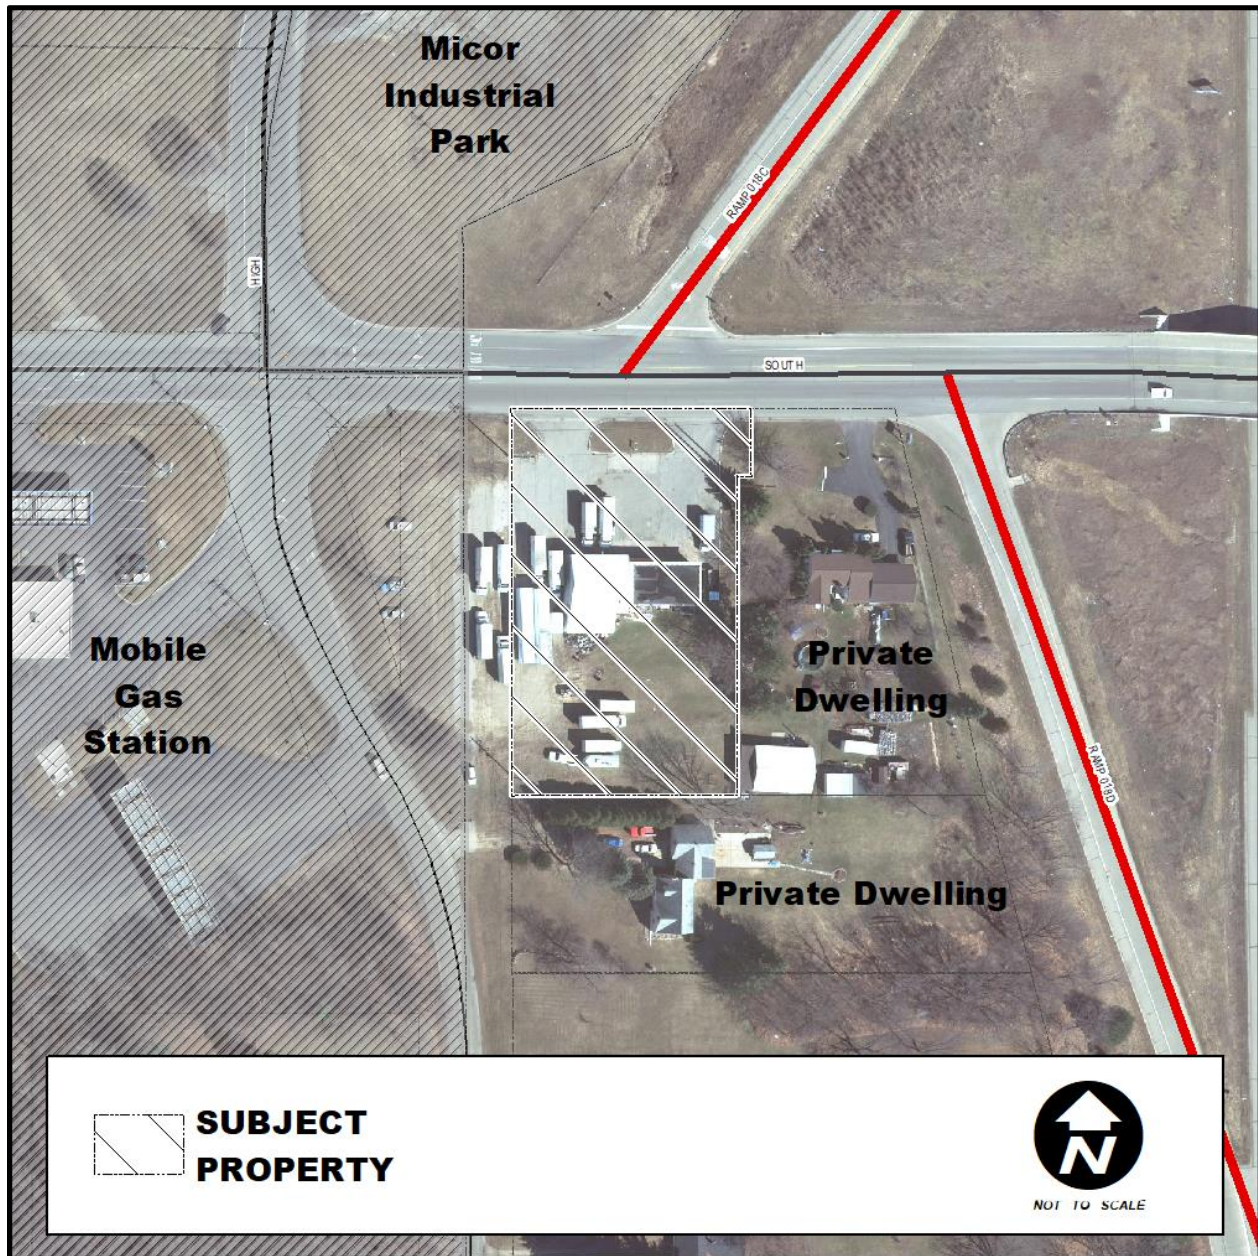 Micor
Industrial
Park
RAMP 018C
HIGH
SOUTH
Mobile
Gas
Station
Private
Dwelling
RAMP 018D
Private Dwelling
SUBJECT
PROPERTY
N
NOT TO SCALE